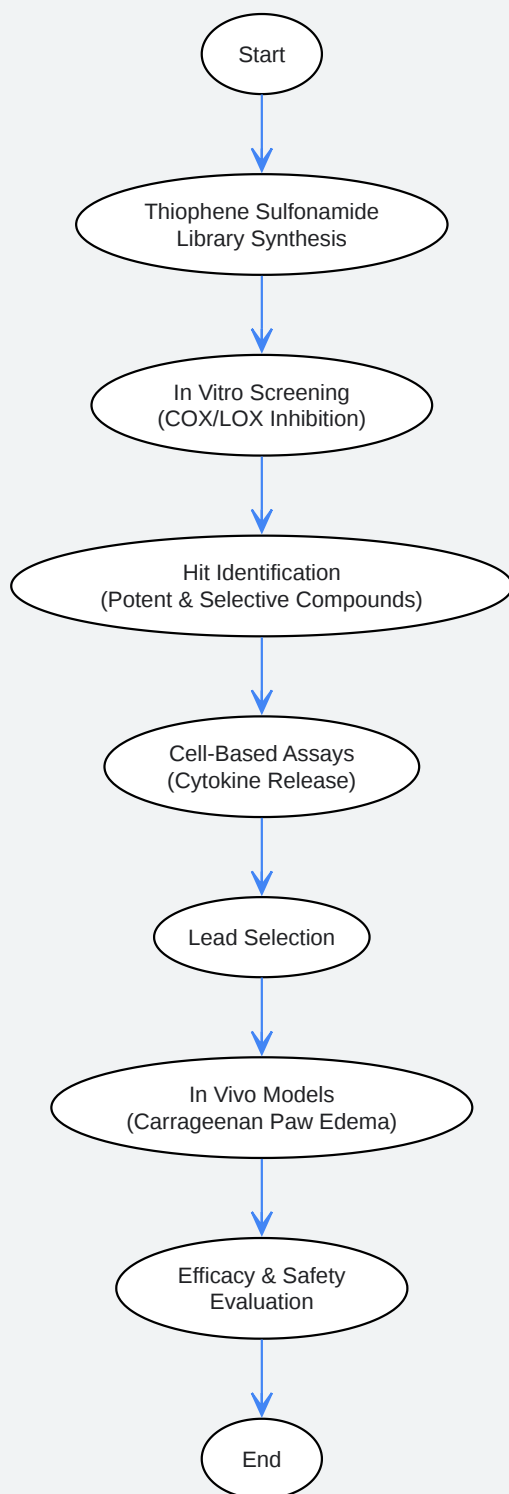 Start
Thiophene Sulfonamide
Library Synthesis
In Vitro Screening
(COX/LOX Inhibition)
Hit Identification
(Potent & Selective Compounds)
Cell-Based Assays
(Cytokine Release)
Lead Selection
In Vivo Models
(Carrageenan Paw Edema)
Efficacy & Safety
Evaluation
End